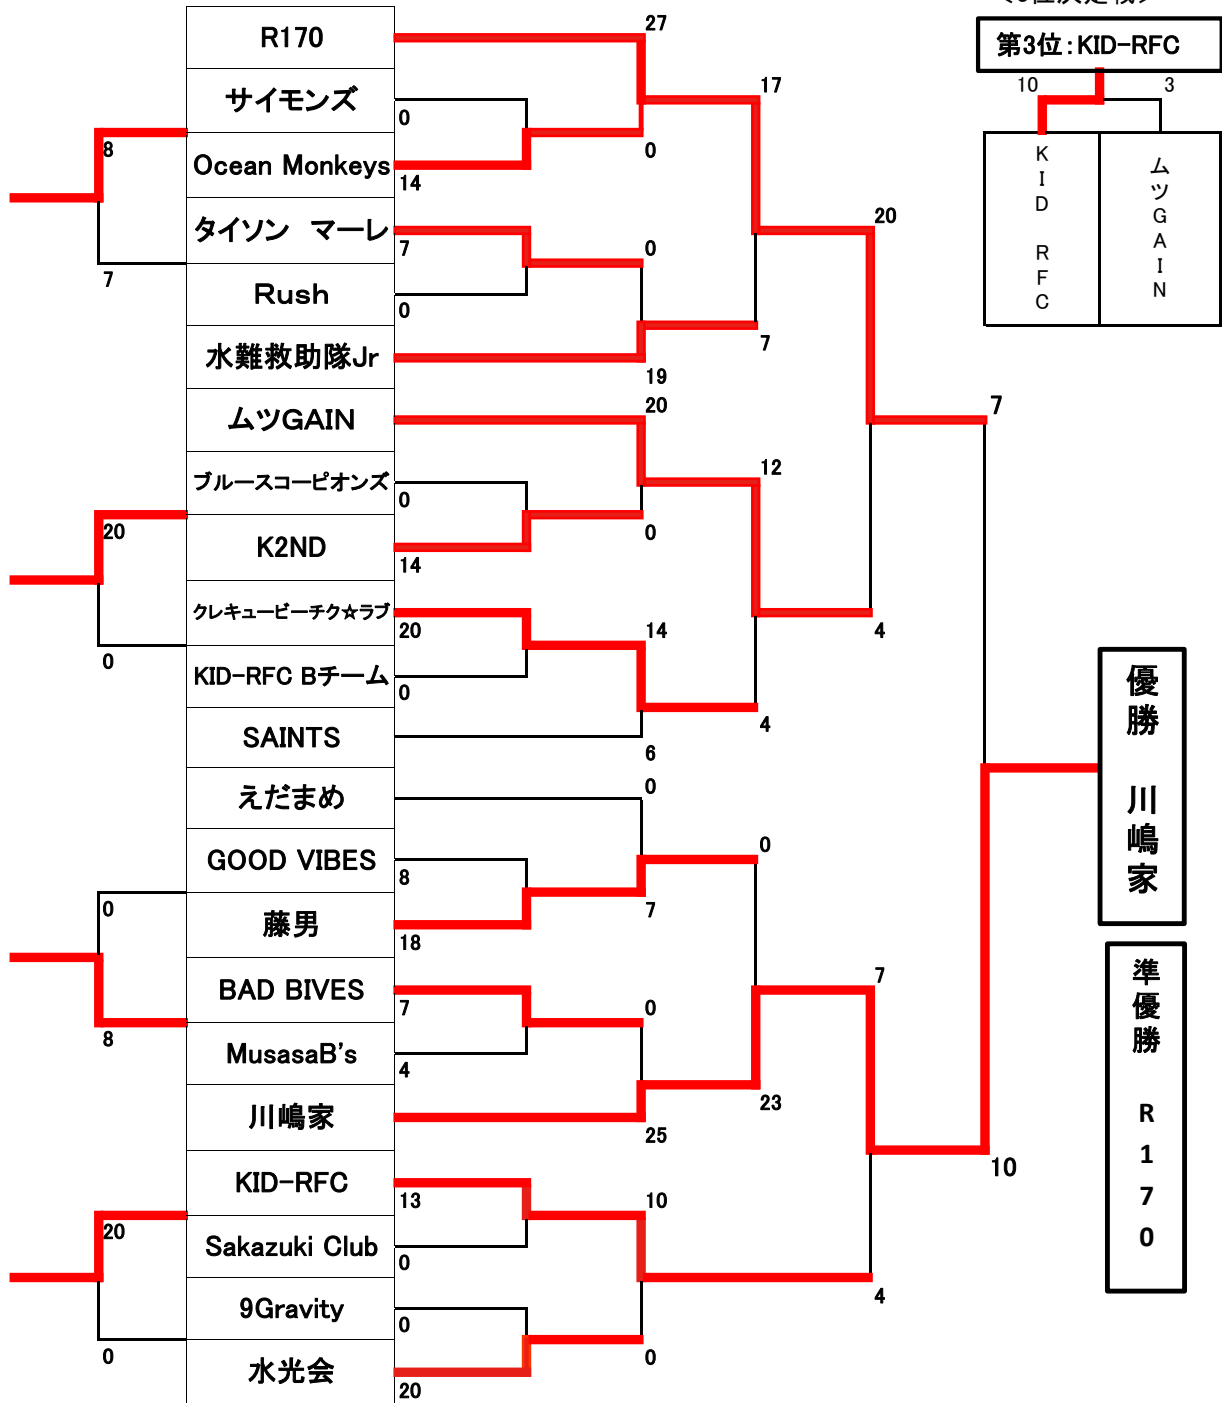 R170
サイモンズ
Ocean Monkeys
タイソン　マーレ
Rush
水難救助隊Jr
ムツGAIN
ブルースコーピオンズ
K2ND
クレキュービーチク☆ラブ
KID-RFC Bチーム
SAINTS
えだまめ
GOOD VIBES
藤男
BAD BIVES
MusasaB's
川嶋家
KID-RFC
Sakazuki Club
9Gravity
水光会
8
7
20
0
0
8
20
0
0
14
7
0
0
14
20
0
8
18
7
4
13
0
0
20
27
0
0
19
20
0
14
6
0
7
0
25
10
0
17
7
12
4
0
23
20
4
7
4
7
10
第3位:KID-RFC
10
3
KID RFC
ムツGAIN
優勝　川嶋家
準優勝　R170